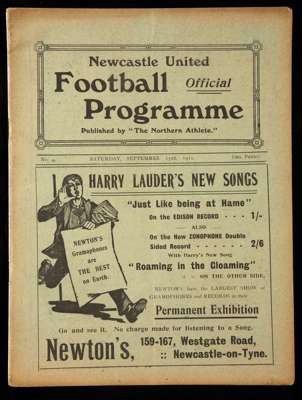 Newcastle United
Football Official
Programme
Published by "The Northern Athlete."
SATURDAY, SEPTEMBER
HARRY LAUDER'S NEW SONGS
"Just Like being at Hame"
On the EDISON RECORD - - - 1/-
ALSO
On the New ZONOPHONE Double
Sided Record - - - - - - 2/6
With Harry's New Song
"Roaming in the Gloaming"
ON THE OTHER SIDE,
NEWTON'S
Gramophones
are
THE BEST
on Earth.
NEWTON'S have the LARGEST SHOW of
GRAMOPHONES and RECORDS in their
Permanent Exhibition
Go and see it. No charge made for listening to a Song.
Newton's, 159-167, Westgate Road,
:: Newcastle-on-Tyne.